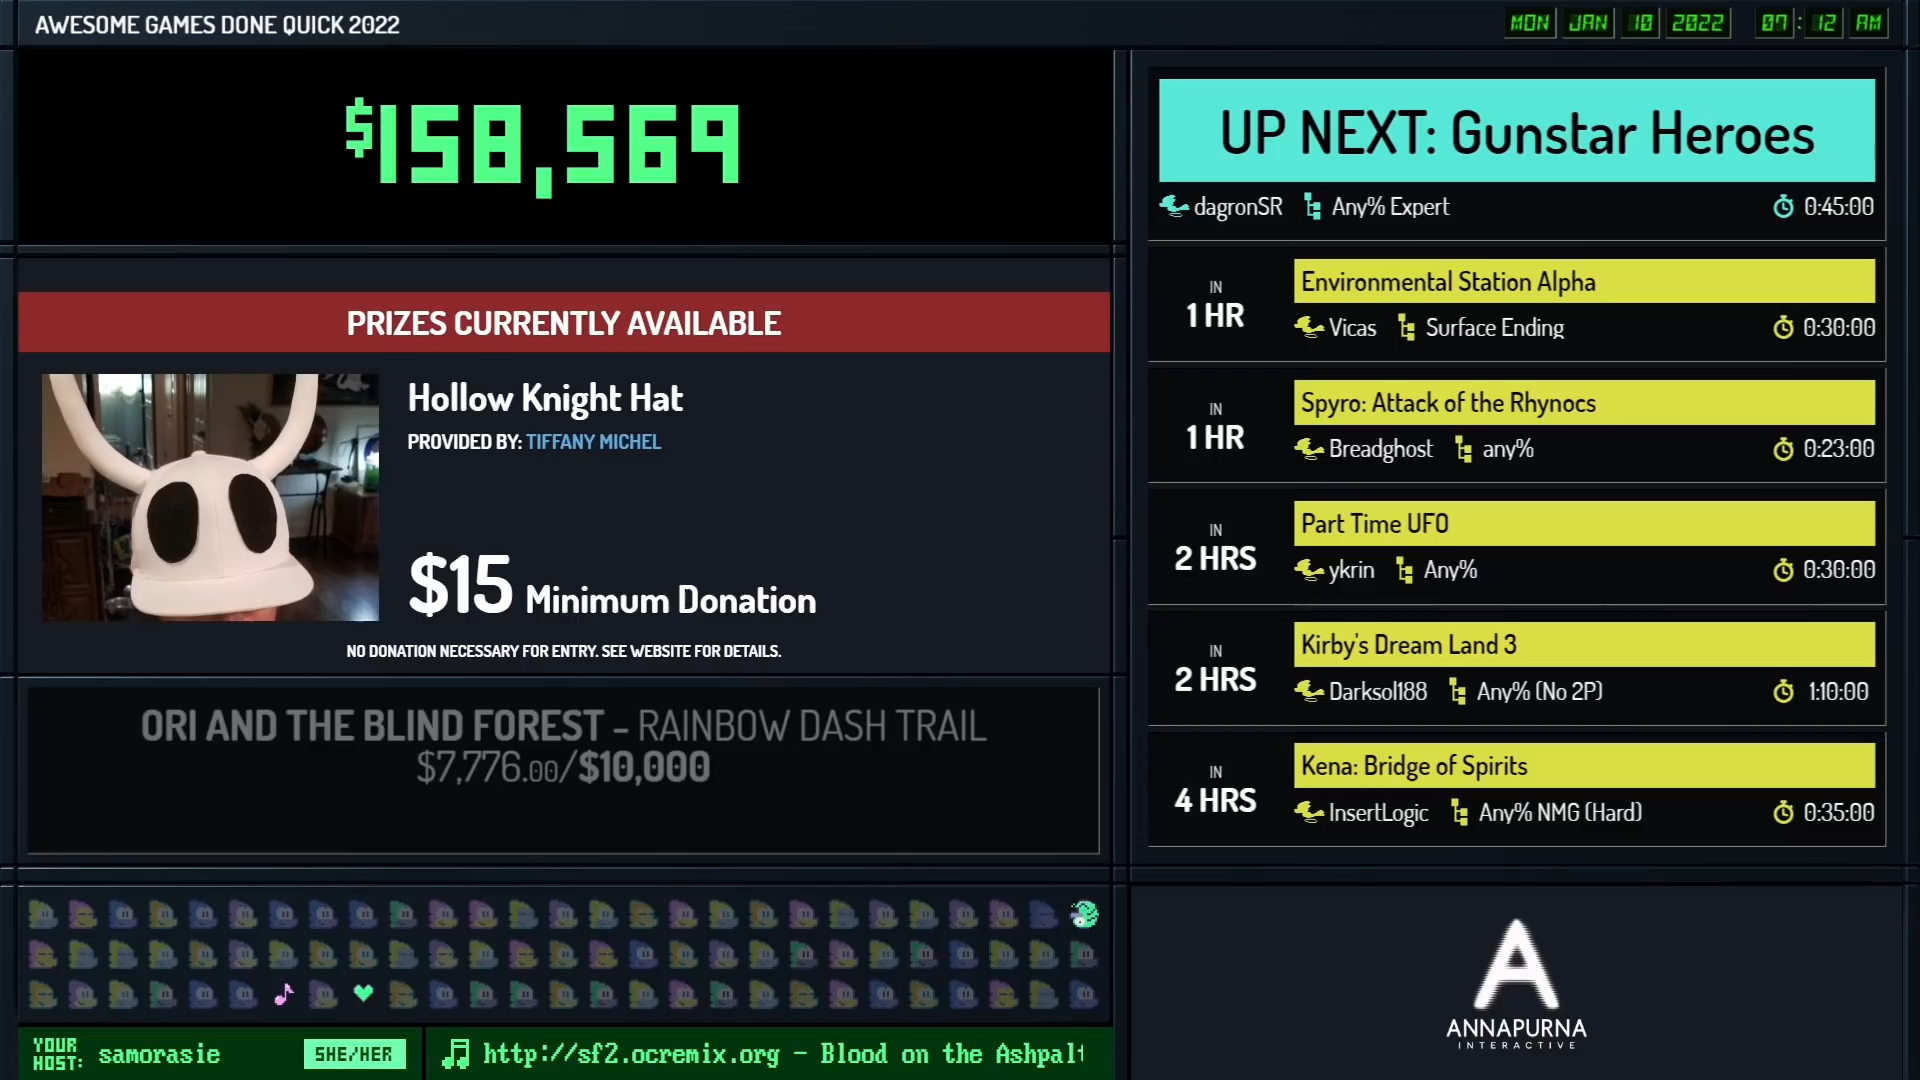 AWESOME GAMES DONE QUICK 2022
MON JAN 10 2022 07:12 AM
$158,569
PRIZES CURRENTLY AVAILABLE
Hollow Knight Hat
PROVIDED BY: TIFFANY MICHEL
$15 Minimum Donation
NO DONATION NECESSARY FOR ENTRY. SEE WEBSITE FOR DETAILS.
ORI AND THE BLIND FOREST – RAINBOW DASH TRAIL
$7,776.00/$10,000
YOUR HOST: samorasie SHE/HER
http://sf2.ocremix.org - Blood on the Ashpalt
UP NEXT: Gunstar Heroes
dagronSR Any% Expert 0:45:00
IN 1 HR
Environmental Station Alpha
Vicas Surface Ending 0:30:00
IN 1 HR
Spyro: Attack of the Rhynocs
Breadghost any% 0:23:00
IN 2 HRS
Part Time UFO
ykrin Any% 0:30:00
IN 2 HRS
Kirby's Dream Land 3
Darksol188 Any% (No 2P) 1:10:00
IN 4 HRS
Kena: Bridge of Spirits
InsertLogic Any% NMG (Hard) 0:35:00
A
ANNAPURNA
INTERACTIVE